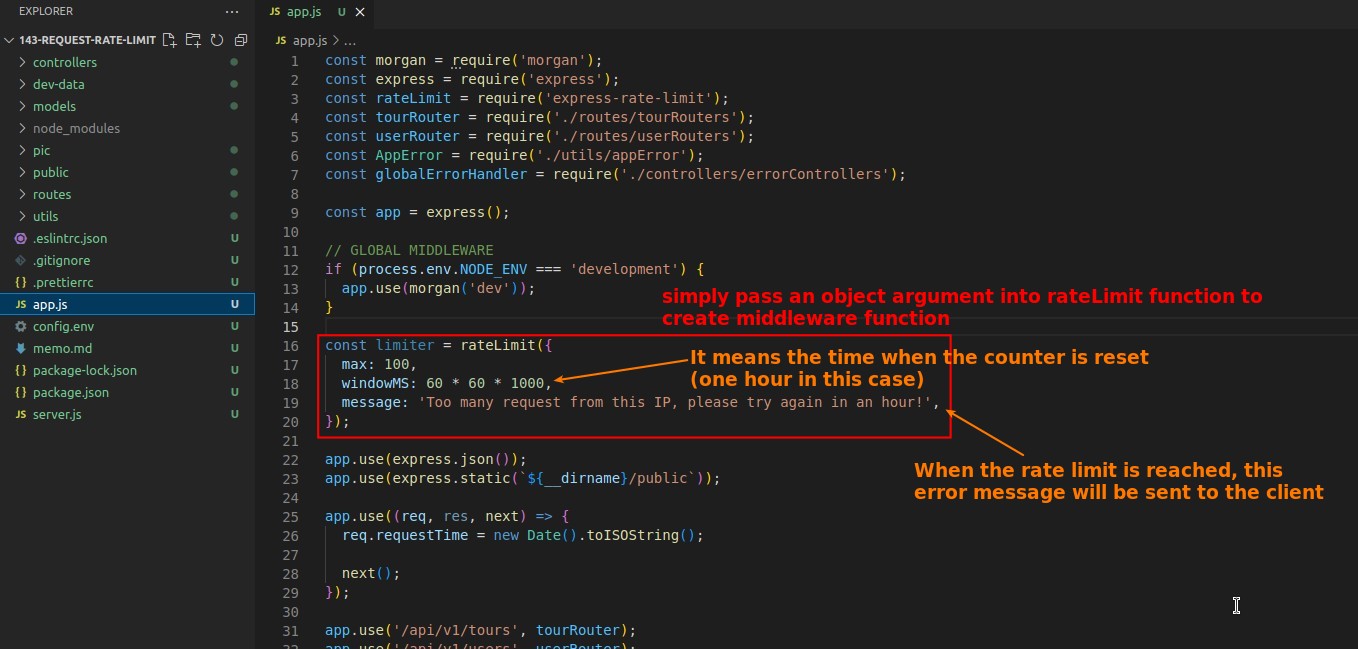 EXPLORER ...
143-REQUEST-RATE-LIMIT
controllers
dev-data
models
node_modules
pic
public
routes
utils
.eslintrc.json U
.gitignore U
{} .prettierrc U
JS app.js U
config.env U
memo.md U
{} package-lock.json U
{} package.json U
JS server.js U
JS app.js U ×
JS app.js > ...
1 const morgan = require('morgan');
2 const express = require('express');
3 const rateLimit = require('express-rate-limit');
4 const tourRouter = require('./routes/tourRouters');
5 const userRouter = require('./routes/userRouters');
6 const AppError = require('./utils/appError');
7 const globalErrorHandler = require('./controllers/errorControllers');
8
9 const app = express();
10
11 // GLOBAL MIDDLEWARE
12 if (process.env.NODE_ENV === 'development') {
13 app.use(morgan('dev'));
14 }
15
16 const limiter = rateLimit({
17 max: 100,
18 windowMS: 60 * 60 * 1000,
19 message: 'Too many request from this IP, please try again in an hour!',
20 });
21
22 app.use(express.json());
23 app.use(express.static(`${__dirname}/public`));
24
25 app.use((req, res, next) => {
26 req.requestTime = new Date().toISOString();
27
28 next();
29 });
30
31 app.use('/api/v1/tours', tourRouter);
32 app.use('/api/v1/users', userRouter);
simply pass an object argument into rateLimit function to
create middleware function
It means the time when the counter is reset
(one hour in this case)
When the rate limit is reached, this
error message will be sent to the client